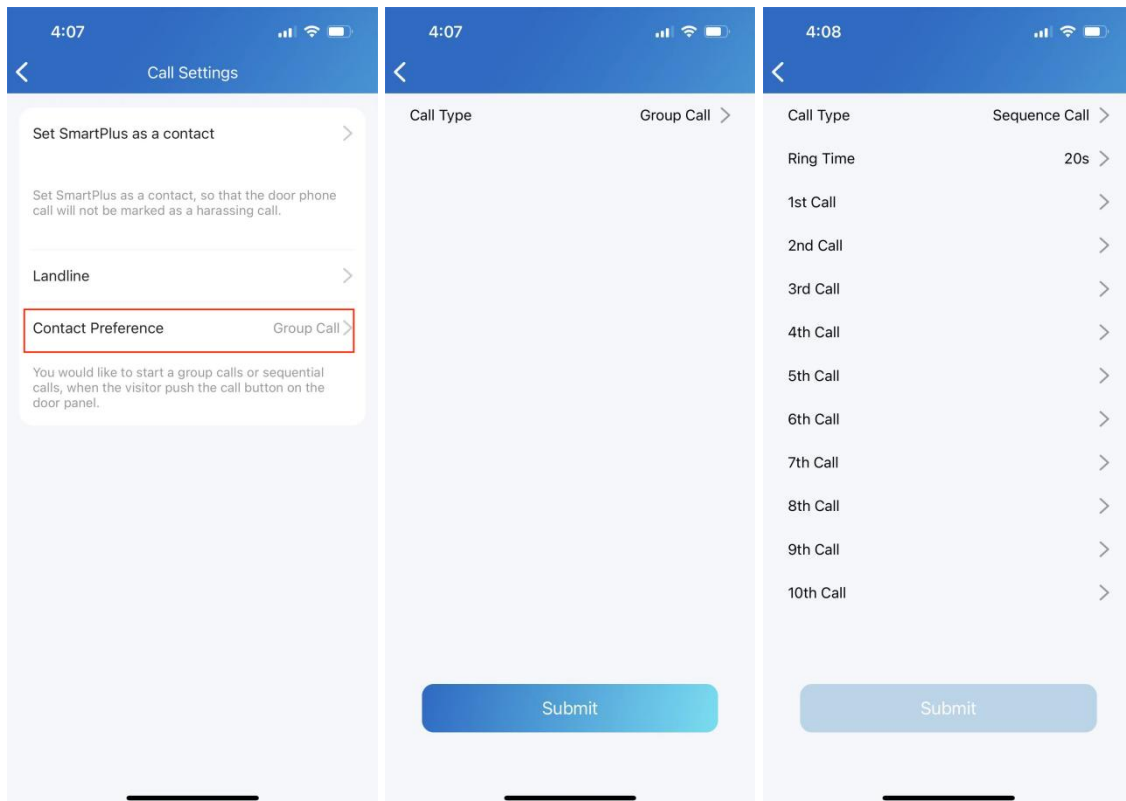 4:07
Call Settings
Set SmartPlus as a contact
Set SmartPlus as a contact, so that the door phone
call will not be marked as a harassing call.
Landline
Contact Preference Group Call
You would like to start a group calls or sequential
calls, when the visitor push the call button on the
door panel.
4:07
Call Type Group Call
Submit
4:08
Call Type Sequence Call
Ring Time 20s
1st Call
2nd Call
3rd Call
4th Call
5th Call
6th Call
7th Call
8th Call
9th Call
10th Call
Submit